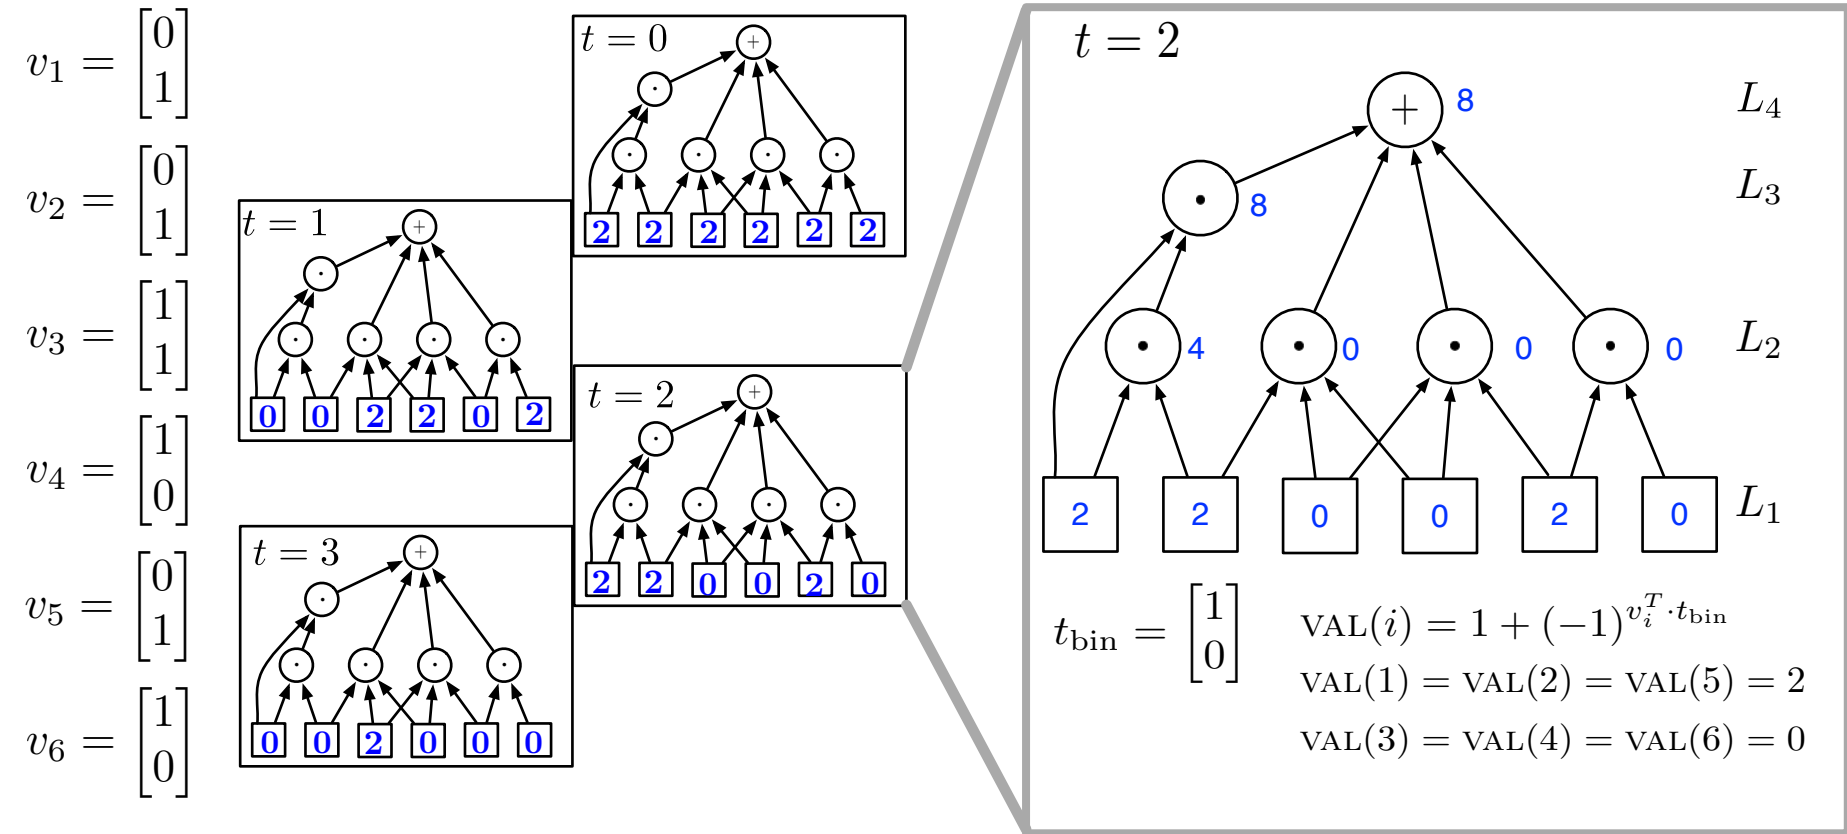 v₁ = [0 1]
v₂ = [0 1]
v₃ = [1 1]
v₄ = [1 0]
v₅ = [0 1]
v₆ = [1 0]
t = 0
+
· · · · ·
2 2 2 2 2 2
t = 1
+
· · · · ·
0 0 2 2 0 2
t = 2
+
· · · · ·
2 2 0 0 2 0
t = 3
+
· · · · ·
0 0 2 0 0 0
t = 2
+ 8 L₄
· 8 L₃
· 4 · 0 · 0 · 0 L₂
2 2 0 0 2 0 L₁
t_bin = [1 0]
VAL(i) = 1 + (−1)^{v_i^T · t_bin}
VAL(1) = VAL(2) = VAL(5) = 2
VAL(3) = VAL(4) = VAL(6) = 0